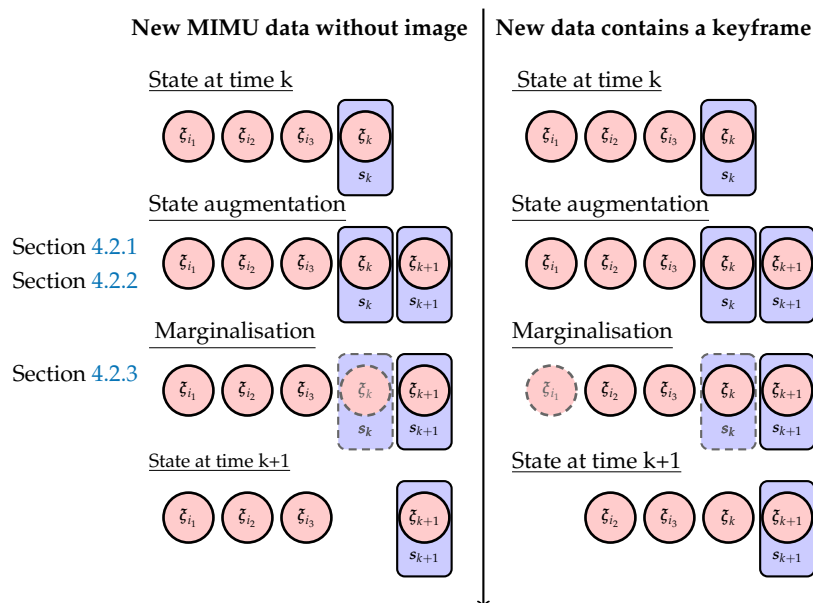 New MIMU data without image
New data contains a keyframe
State at time k
State at time k
ξi1 ξi2 ξi3 ξk
sk
ξi1 ξi2 ξi3 ξk
sk
State augmentation
State augmentation
Section 4.2.1
Section 4.2.2
ξi1 ξi2 ξi3 ξk ξk+1
sk sk+1
ξi1 ξi2 ξi3 ξk ξk+1
sk sk+1
Marginalisation
Marginalisation
Section 4.2.3
ξi1 ξi2 ξi3 ξk ξk+1
sk sk+1
ξi1 ξi2 ξi3 ξk ξk+1
sk sk+1
State at time k+1
State at time k+1
ξi1 ξi2 ξi3 ξk+1
sk+1
ξi2 ξi3 ξk ξk+1
sk+1